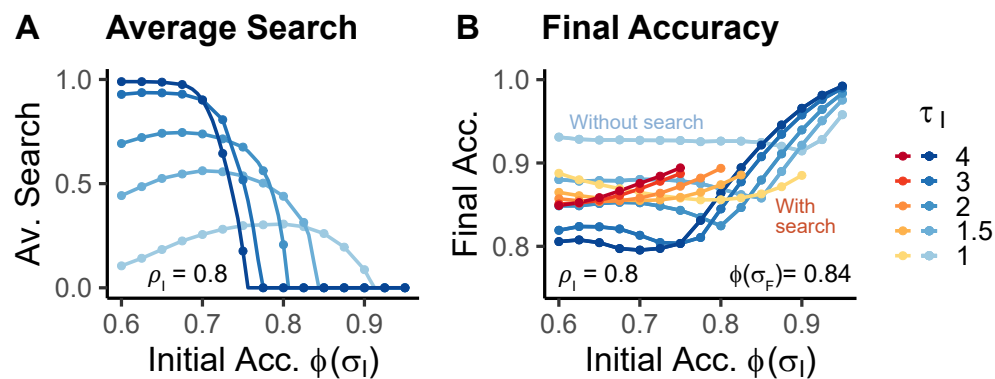 A Average Search
Av. Search
1.0
0.5
0.0
ρI = 0.8
0.6 0.7 0.8 0.9
Initial Acc. ϕ(σI)
B Final Accuracy
Final Acc.
1.0
0.9
0.8
Without search
With
search
ρI = 0.8 ϕ(σF)= 0.84
0.6 0.7 0.8 0.9
Initial Acc. ϕ(σI)
τI
4
3
2
1.5
1